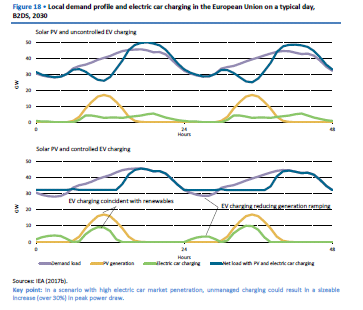 Figure 18 • Local demand profile and electric car charging in the European Union on a typical day,
B2DS, 2030
Solar PV and uncontrolled EV charging
50
40
30
GW
20
10
0
0
24
48
Hours
Solar PV and controlled EV charging
50
40
30
GW
20
10
0
EV charging coincident with renewables
EV charging reducing generation ramping
0
24
48
Hours
Demand load
PV generation
Electric car charging
Net load with PV and electric car charging
Sources: IEA (2017b).
Key point: In a scenario with high electric car market penetration, unmanaged charging could result in a sizeable
increase (over 30%) in peak power drew.